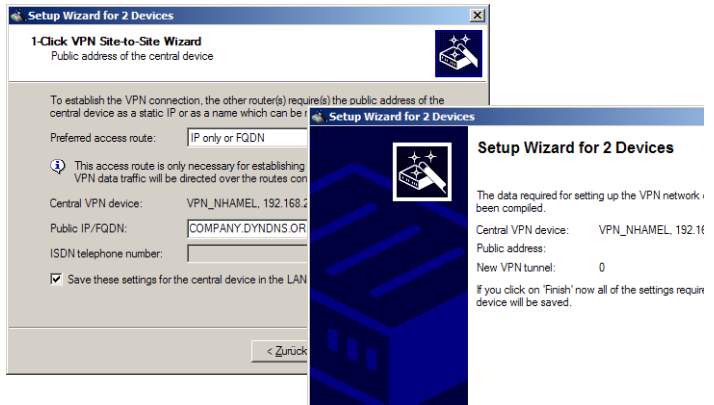 Setup Wizard for 2 Devices
1-Click VPN Site-to-Site Wizard
Public address of the central device
To establish the VPN connection, the other router(s) require(s) the public address of the
central device as a static IP or as a name which can be
Preferred access route: IP only or FQDN
This access route is only necessary for establishing
VPN data traffic will be directed over the routes
Central VPN device: VPN_NHAMEL, 192.168.2
Public IP/FQDN: COMPANY.DYNDNS.OR
ISDN telephone number:
Save these settings for the central device in the LAN
< Zurück
Setup Wizard for 2 Devices
Setup Wizard for 2 Devices
The data required for setting up the VPN network
been compiled.
Central VPN device: VPN_NHAMEL, 192.16
Public address:
New VPN tunnel: 0
If you click on 'Finish' now all of the settings
device will be saved.